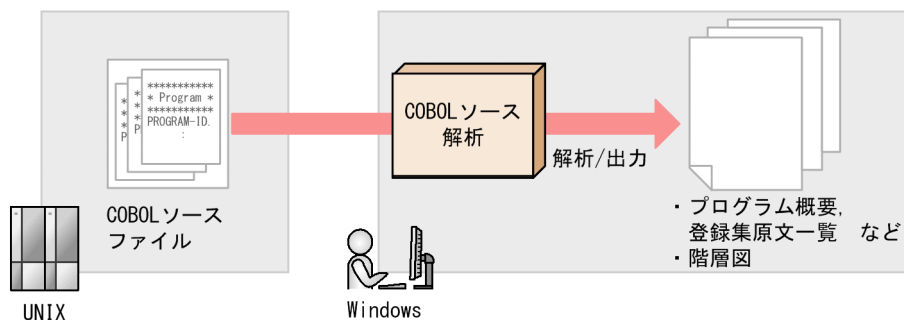 ***********
* Program *
***********
PROGRAM-ID.
:
COBOLソース
ファイル
UNIX
COBOLソース
解析
解析/出力
Windows
・プログラム概要,
登録集原文一覧　など
・階層図